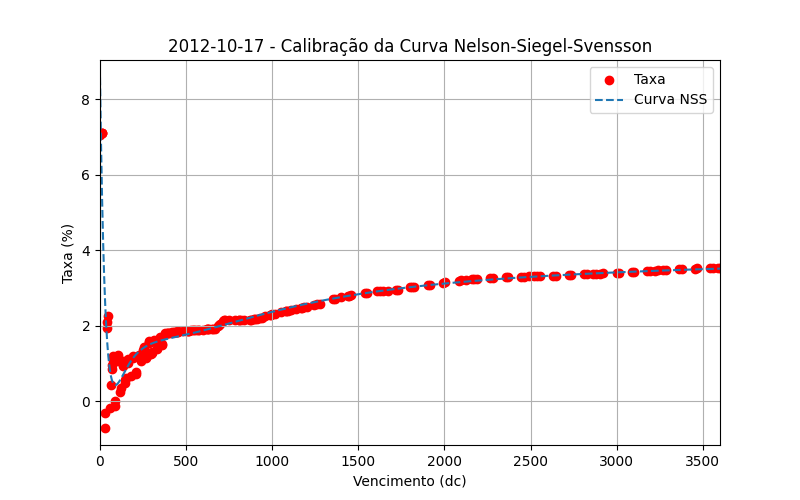 2012-10-17 - Calibração da Curva Nelson-Siegel-Svensson
Taxa
Curva NSS
Taxa (%)
8
6
4
2
0
0 500 1000 1500 2000 2500 3000 3500
Vencimento (dc)